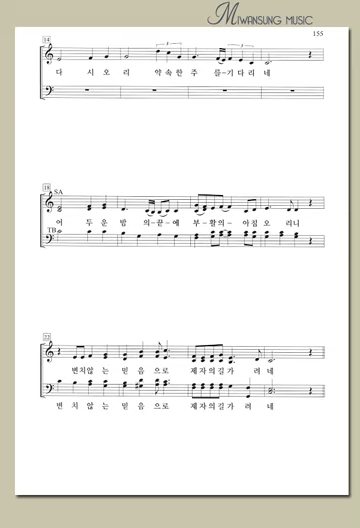 MIWANSUNG MUSIC
155
14
다 시 오 리 약 속 한 주 를-기 다 리 네
18
SA
어 두 운 밤 의-끝-에 부-활의- 아침 오 리니
TB
22
변치않 는 믿 음 으로 제자의길가 려 네
변 치 않 는 믿 음 으로 제자의길가 려 네